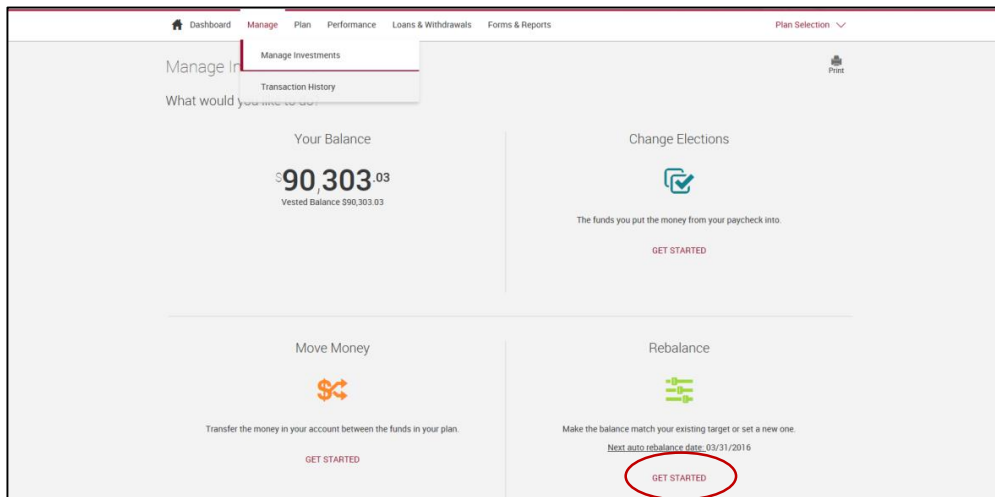 Dashboard Manage Plan Performance Loans & Withdrawals Forms & Reports Plan Selection
Manage Investments
Manage In
Print
Transaction History
What would you like to do?
Your Balance
$90,303.03
Vested Balance $90,303.03
Change Elections
The funds you put the money from your paycheck into.
GET STARTED
Move Money
Transfer the money in your account between the funds in your plan.
GET STARTED
Rebalance
Make the balance match your existing target or set a new one.
Next auto rebalance date: 03/31/2016
GET STARTED